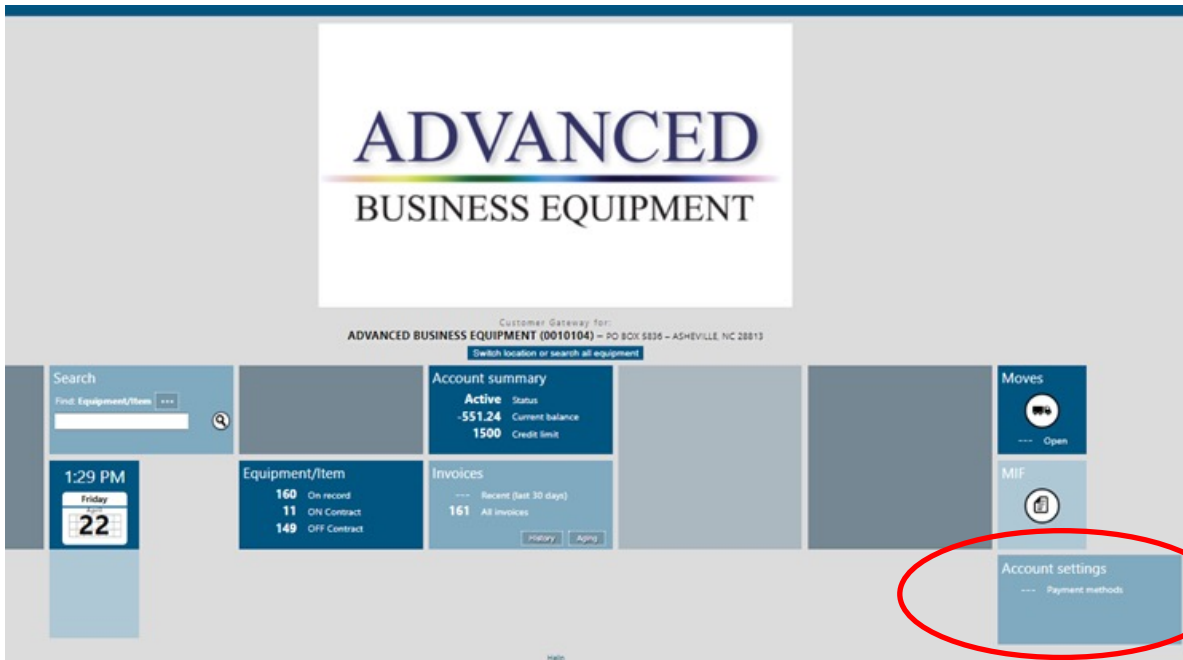 ADVANCED
BUSINESS EQUIPMENT
Customer Gateway for:
ADVANCED BUSINESS EQUIPMENT (0010104) – PO BOX 5836 – ASHEVILLE, NC 28813
Switch location or search all equipment
Search
Find: Equipment/Item ---
Account summary
Active Status
-551.24 Current balance
1500 Credit limit
Moves
--- Open
1:29 PM
Friday
April
22
Equipment/Item
160 On record
11 ON Contract
149 OFF Contract
Invoices
--- Recent (last 30 days)
161 All invoices
History Aging
MIF
Account settings
--- Payment methods
Help